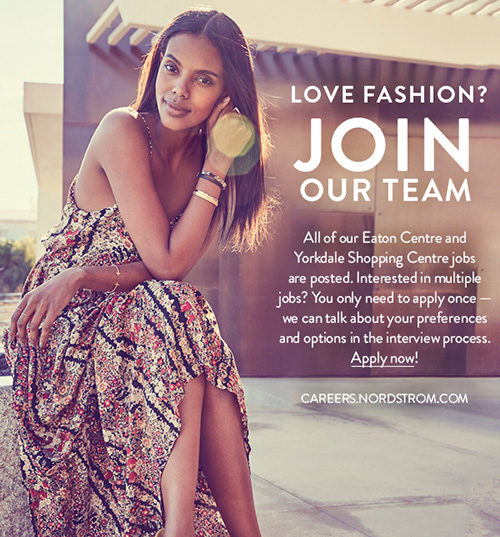 LOVE FASHION?
JOIN
OUR TEAM
All of our Eaton Centre and
Yorkdale Shopping Centre jobs
are posted. Interested in multiple
jobs? You only need to apply once —
we can talk about your preferences
and options in the interview process.
Apply now!
CAREERS.NORDSTROM.COM